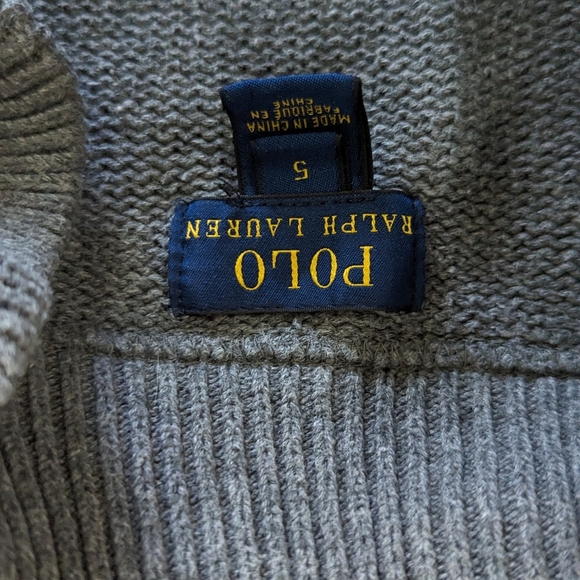 POLO
RALPH LAUREN
5
MADE IN CHINA
FABRIQUE EN
CHINE